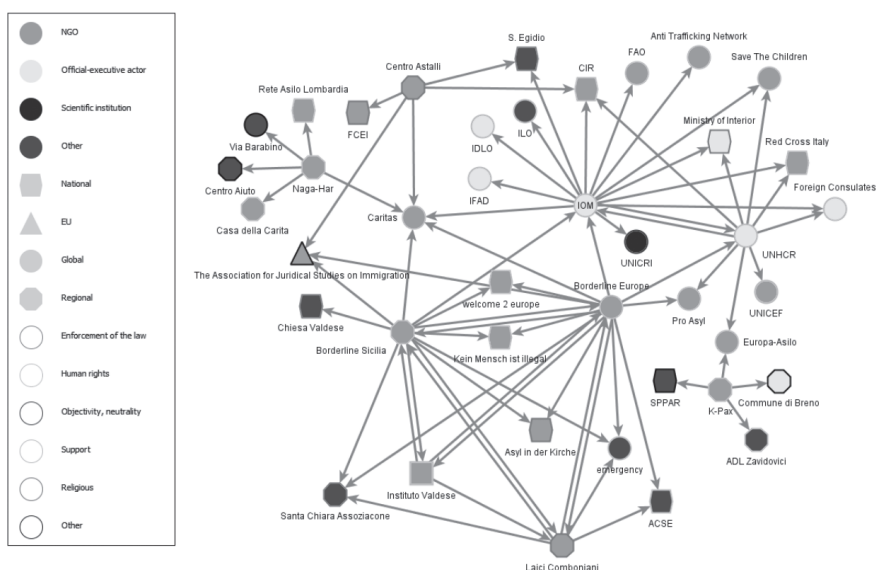 NGO
Official-executive actor
Scientific institution
Other
National
EU
Global
Regional
Enforcement of the law
Human rights
Objectivity, neutrality
Support
Religious
Other
S. Egidio
CIR
FAO
Anti Trafficking Network
Save The Children
Centro Astalli
Rete Asilo Lombardia
FCEI
ILO
IDLO
Ministry of Interior
Red Cross Italy
Via Barabino
Centro Aiuto
Naga-Har
IFAD
Foreign Consulates
Casa della Carita
Caritas
IOM
UNICRI
UNHCR
The Association for Juridical Studies on Immigration
Borderline Europe
welcome 2 europe
Pro Asyl
UNICEF
Chiesa Valdese
Borderline Sicilia
Kein Mensch ist illegal
Europa-Asilo
SPPAR
K-Pax
Commune di Breno
Asyl in der Kirche
emergency
ADL Zavidovici
Instituto Valdese
Santa Chiara Assoziacone
ACSE
Laici Comboniani